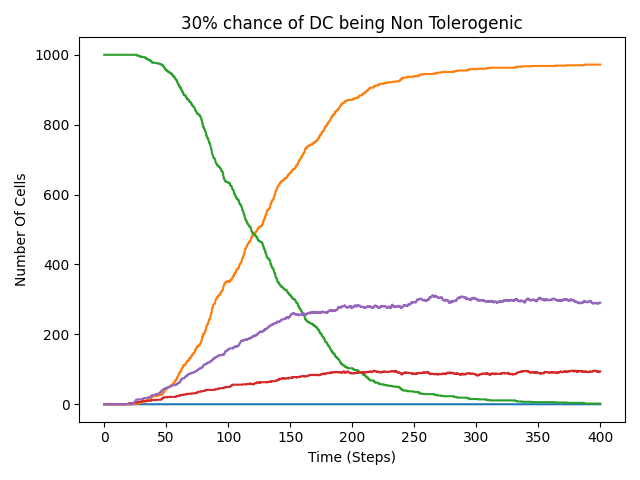 30% chance of DC being Non Tolerogenic
Number Of Cells
1000
800
600
400
200
0
0 50 100 150 200 250 300 350 400
Time (Steps)